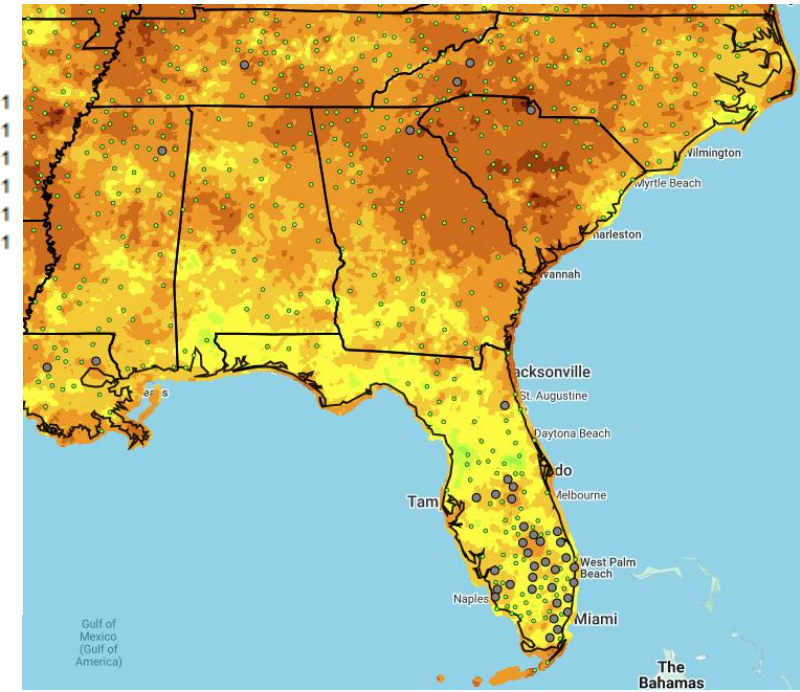 1
1
1
1
1
1
Wilmington
Myrtle Beach
harleston
vannah
acksonville
St. Augustine
Daytona Beach
do
Melbourne
Tam
West Palm
Beach
Naples
Miami
Gulf of
Mexico
(Gulf of
America)
The
Bahamas